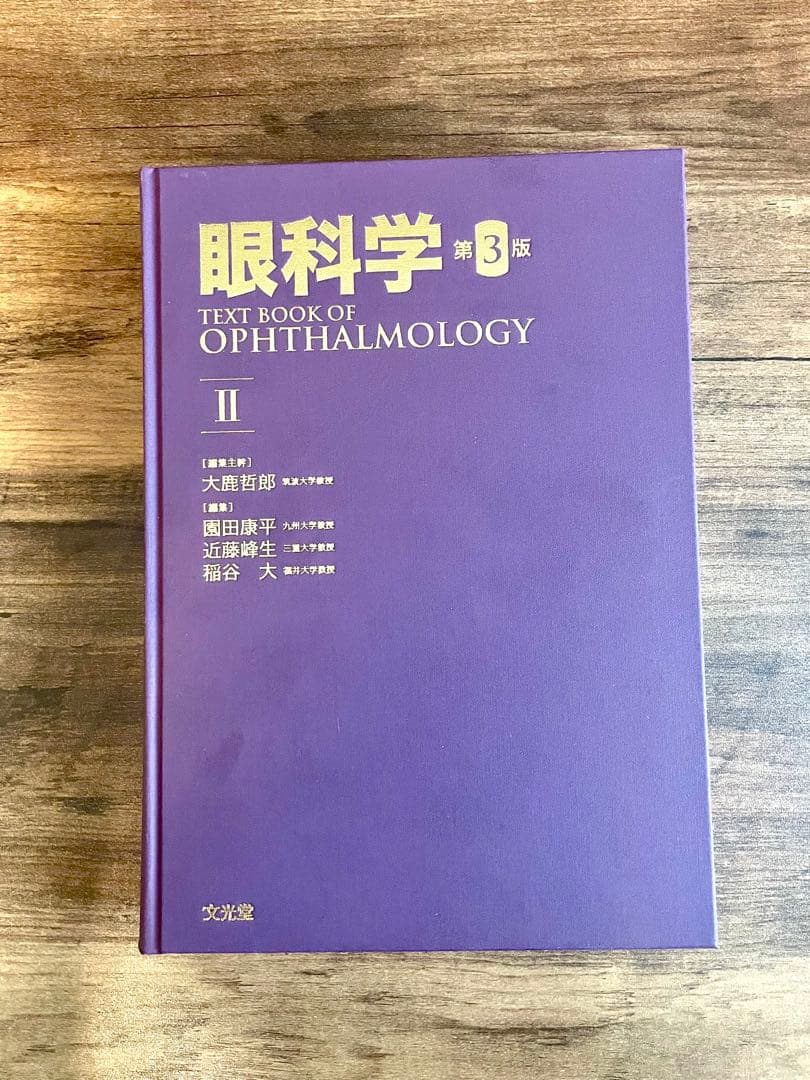 眼科学 第3版
TEXT BOOK OF
OPHTHALMOLOGY
II
[編集主幹]
大鹿哲郎 筑波大学教授
[編集]
園田康平 九州大学教授
近藤峰生 三重大学教授
稲谷 大 福井大学教授
文光堂